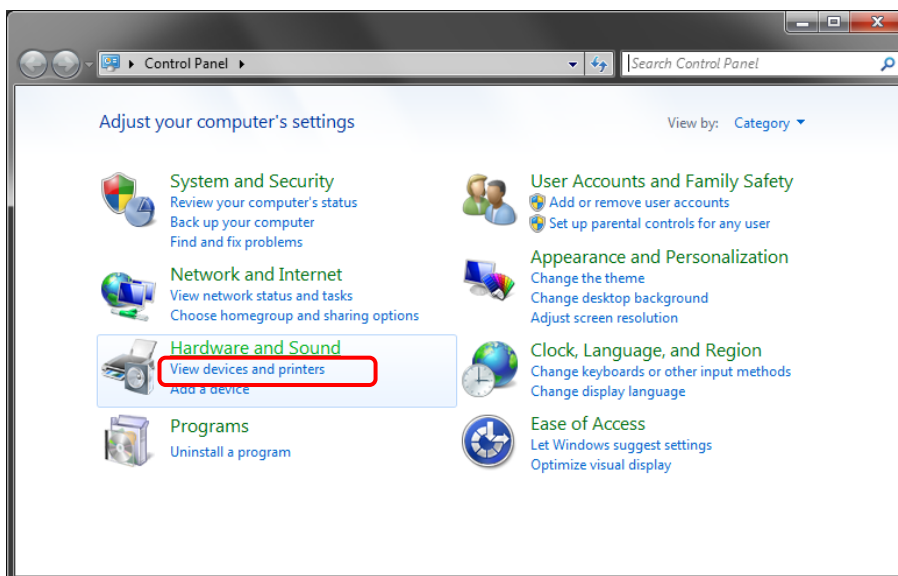 Control Panel
Search Control Panel
Adjust your computer's settings
View by: Category
System and Security
Review your computer's status
Back up your computer
Find and fix problems
Network and Internet
View network status and tasks
Choose homegroup and sharing options
Hardware and Sound
View devices and printers
Add a device
Programs
Uninstall a program
User Accounts and Family Safety
Add or remove user accounts
Set up parental controls for any user
Appearance and Personalization
Change the theme
Change desktop background
Adjust screen resolution
Clock, Language, and Region
Change keyboards or other input methods
Change display language
Ease of Access
Let Windows suggest settings
Optimize visual display